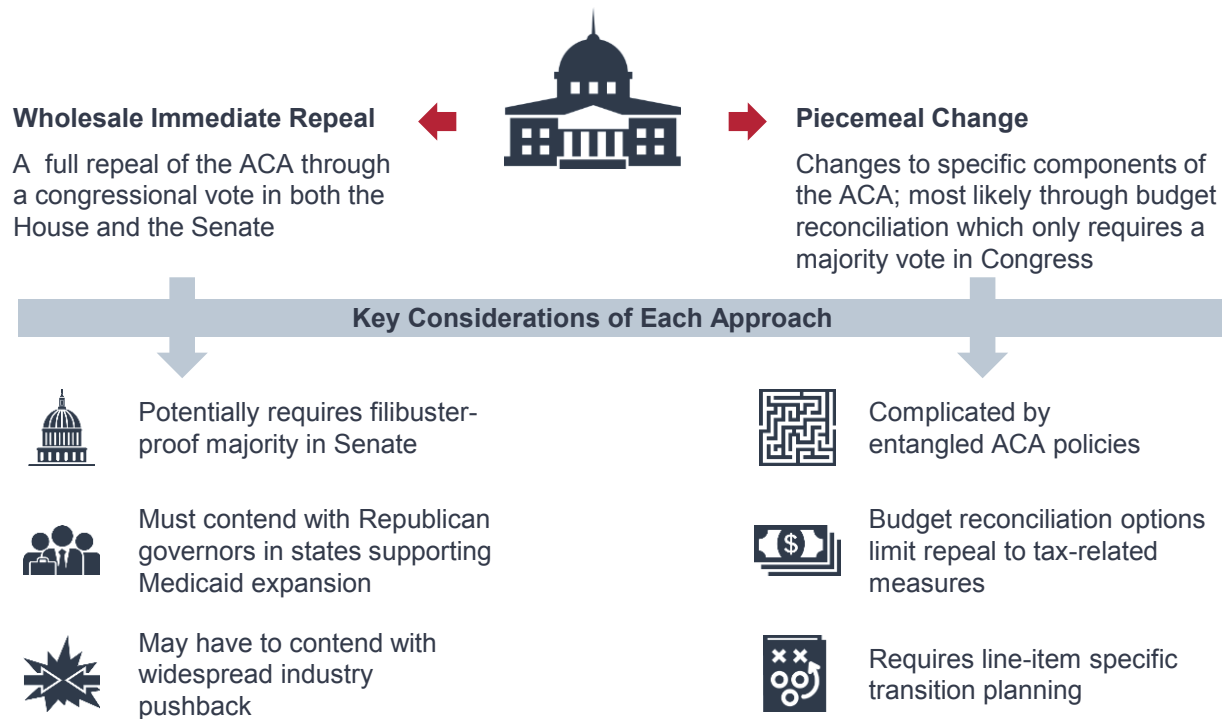 Wholesale Immediate Repeal
A full repeal of the ACA through
a congressional vote in both the
House and the Senate
Piecemeal Change
Changes to specific components of
the ACA; most likely through budget
reconciliation which only requires a
majority vote in Congress
Key Considerations of Each Approach
Potentially requires filibuster-
proof majority in Senate
Must contend with Republican
governors in states supporting
Medicaid expansion
May have to contend with
widespread industry
pushback
Complicated by
entangled ACA policies
$
Budget reconciliation options
limit repeal to tax-related
measures
Requires line-item specific
transition planning